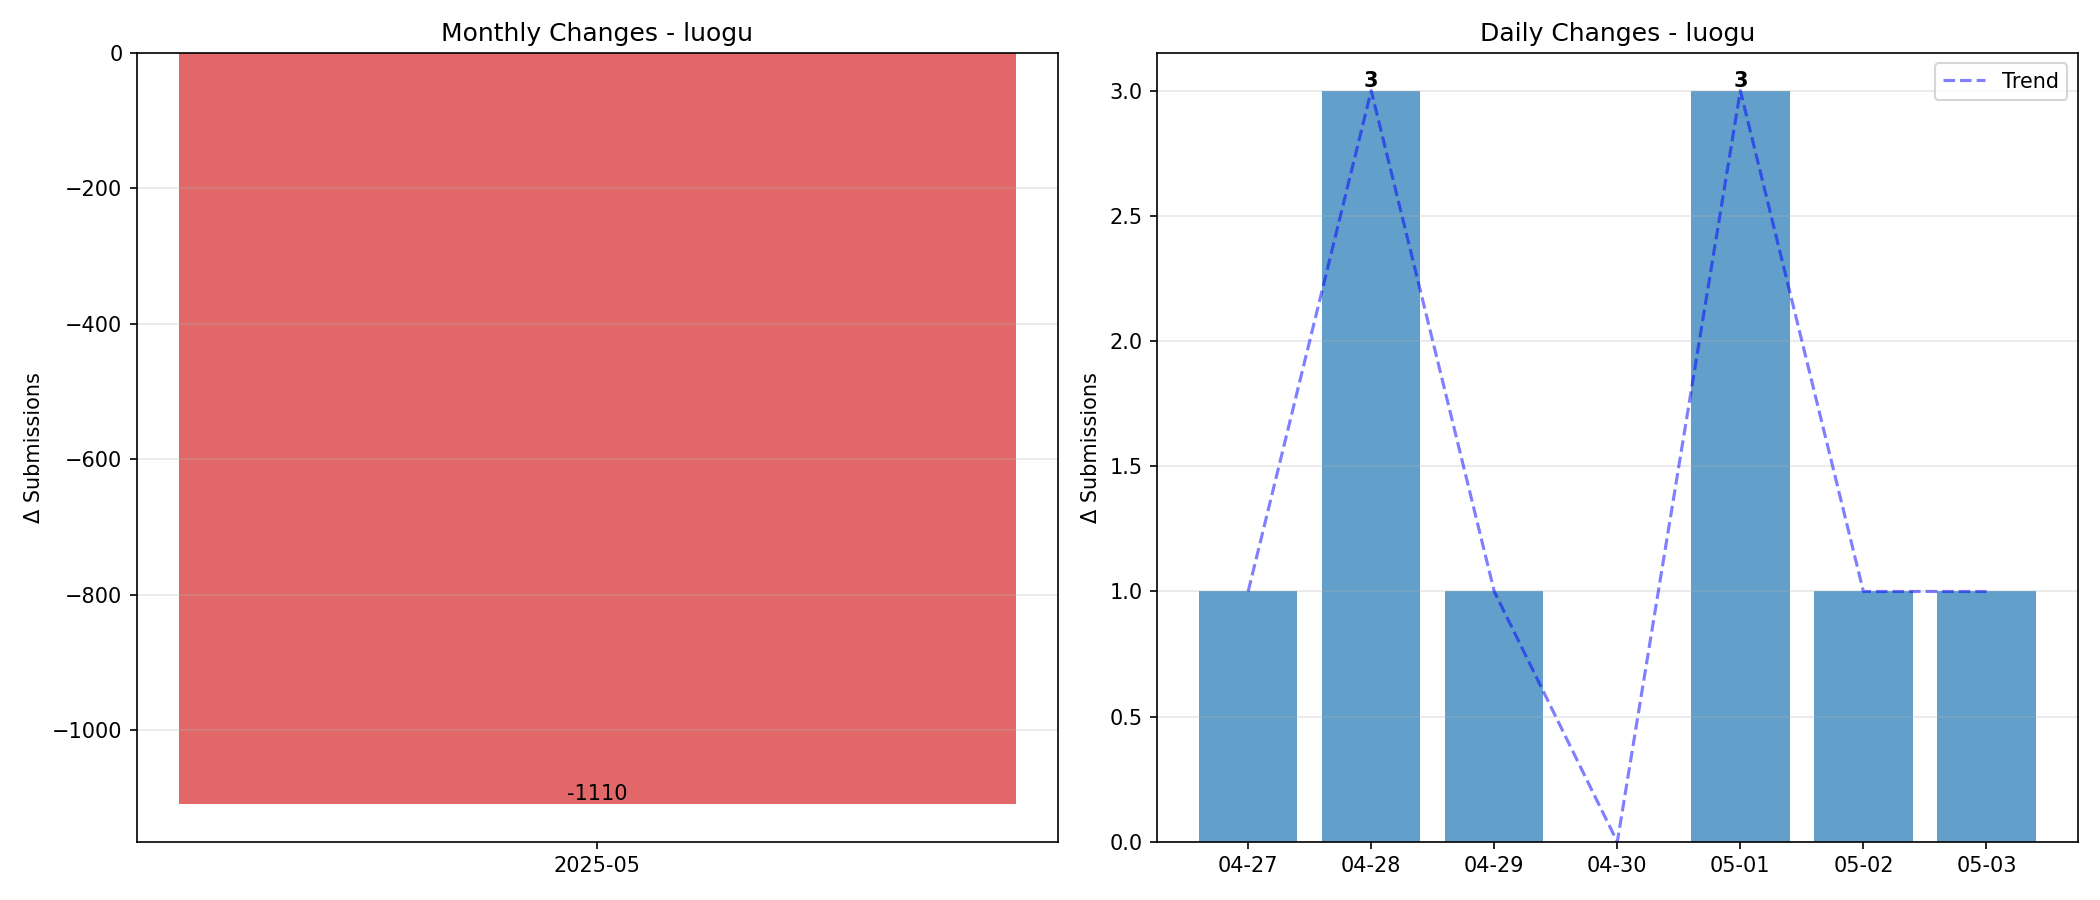 Monthly Changes - luogu
Δ Submissions
0
−200
−400
−600
−800
−1000
-1110
2025-05
Daily Changes - luogu
Δ Submissions
3.0
2.5
2.0
1.5
1.0
0.5
0.0
3
3
Trend
04-27 04-28 04-29 04-30 05-01 05-02 05-03